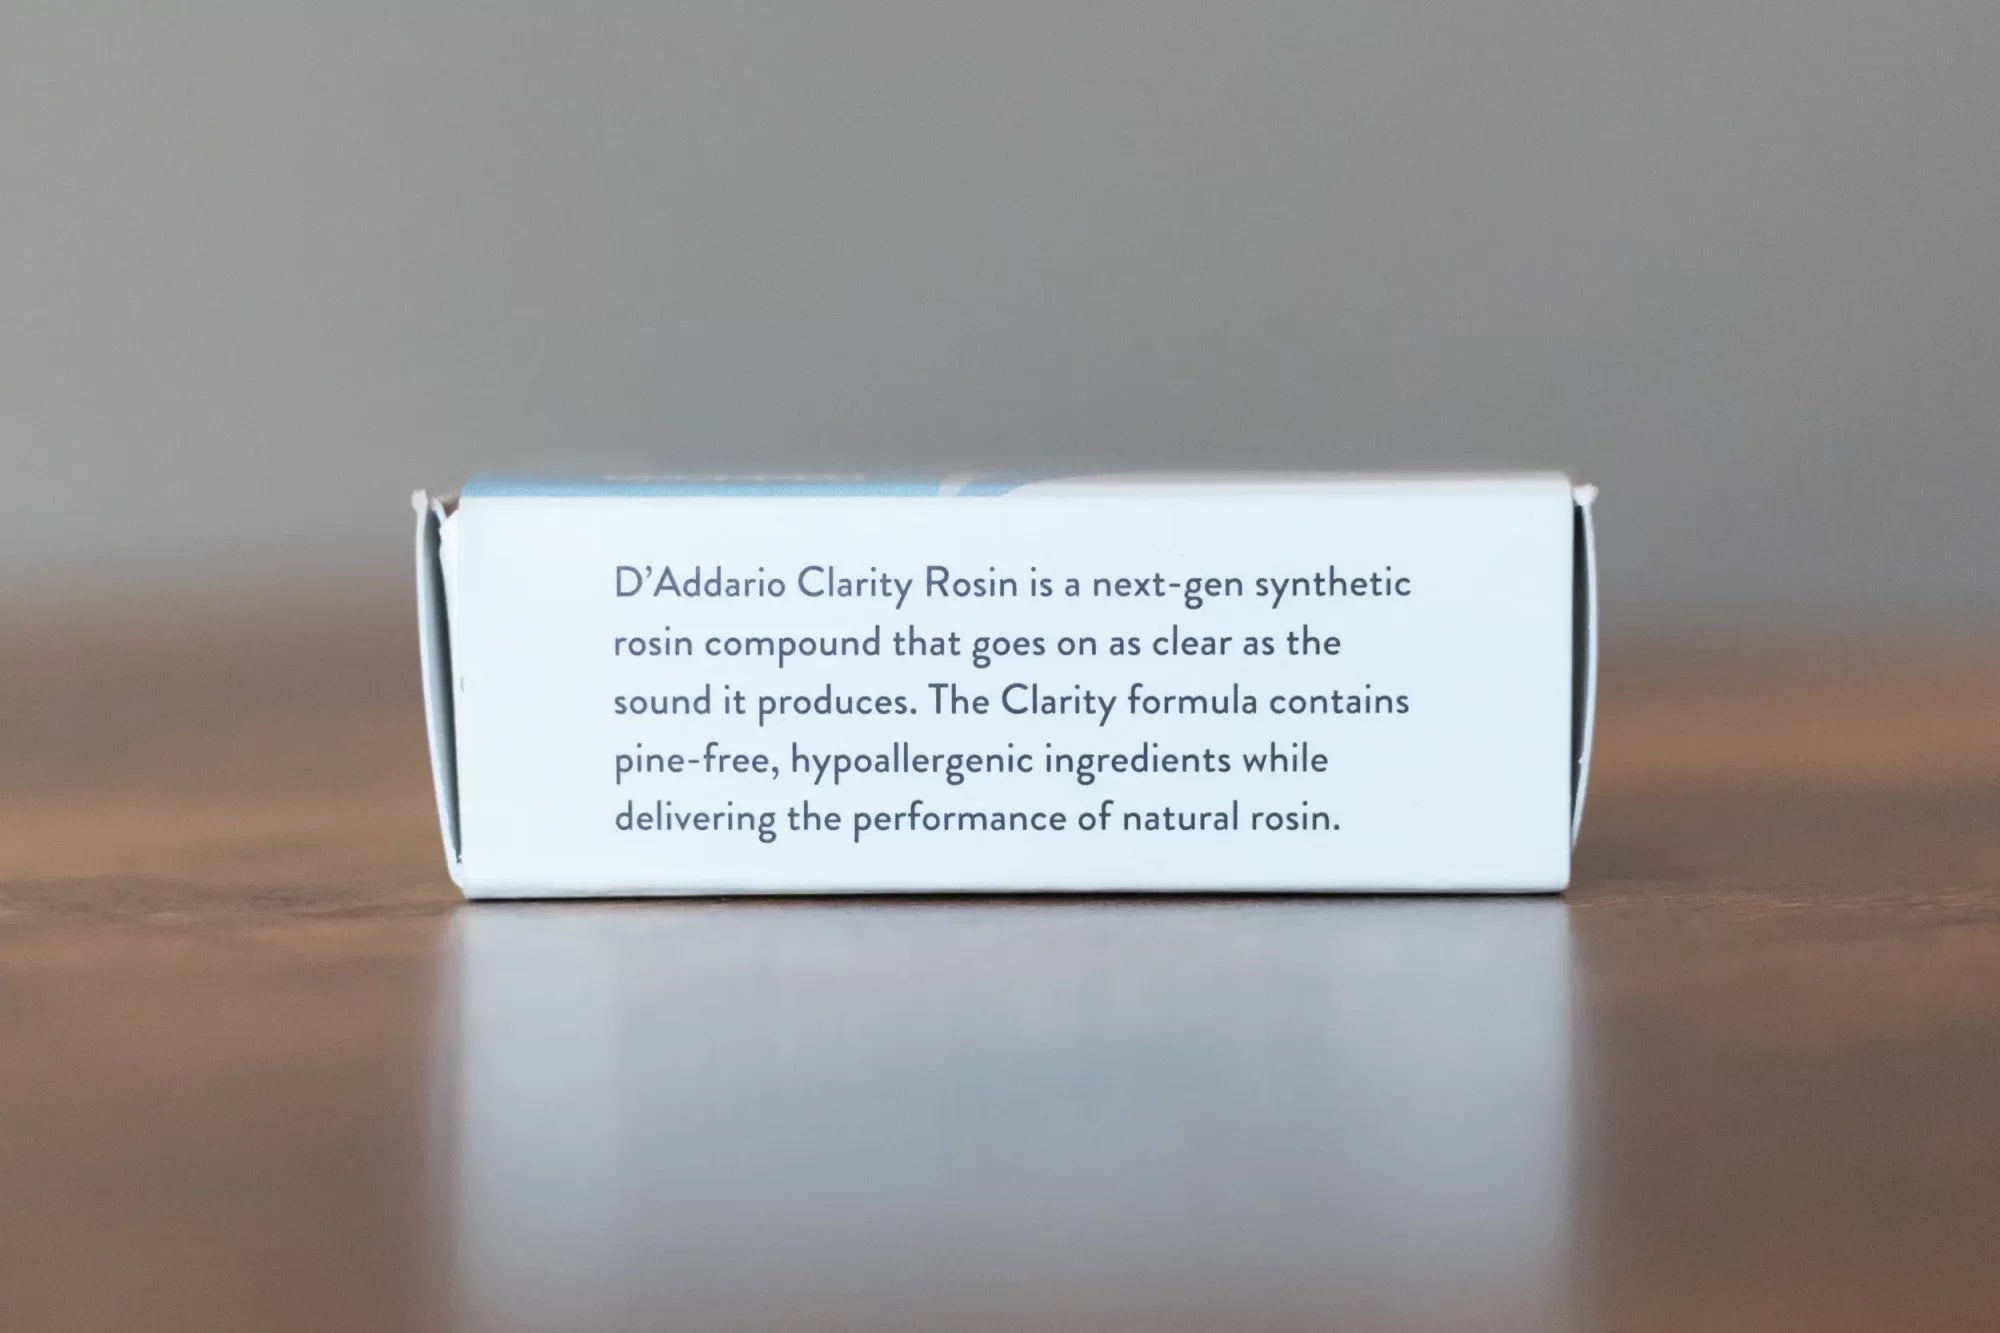 D'Addario Clarity Rosin is a next-gen synthetic
rosin compound that goes on as clear as the
sound it produces. The Clarity formula contains
pine-free, hypoallergenic ingredients while
delivering the performance of natural rosin.